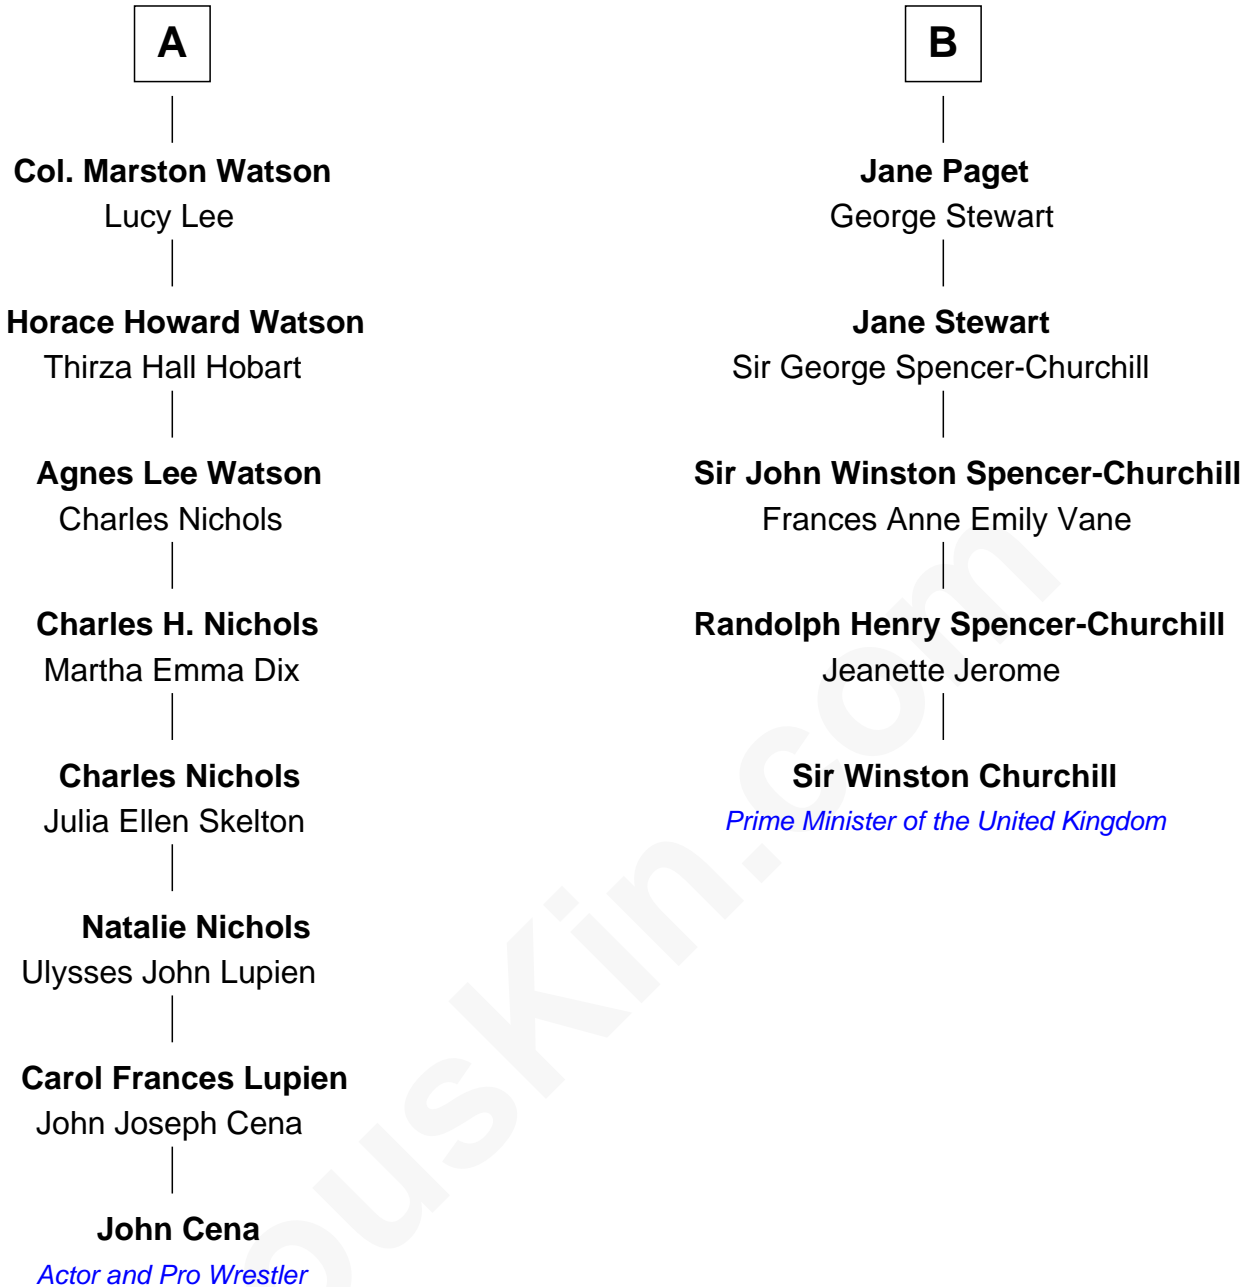 A
Col. Marston Watson
Lucy Lee
Horace Howard Watson
Thirza Hall Hobart
Agnes Lee Watson
Charles Nichols
Charles H. Nichols
Martha Emma Dix
Charles Nichols
Julia Ellen Skelton
Natalie Nichols
Ulysses John Lupien
Carol Frances Lupien
John Joseph Cena
John Cena
Actor and Pro Wrestler
B
Jane Paget
George Stewart
Jane Stewart
Sir George Spencer-Churchill
Sir John Winston Spencer-Churchill
Frances Anne Emily Vane
Randolph Henry Spencer-Churchill
Jeanette Jerome
Sir Winston Churchill
Prime Minister of the United Kingdom
ousKin.com